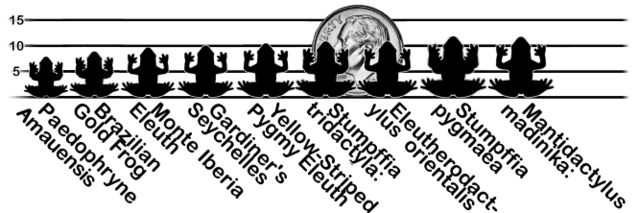 15
10
5
LIBERTY
Paedophryne
Amauensis
Brazilian
Gold Frog
Monte Iberia
Eleuth
Gardiner's
Seychelles
Yellow-Striped
Pygmy Eleuth
Stumpffia
tridactyla:
Eleutherodact-
ylus orientalis
Stumpffia
pygmaea
Mantidactylus
madinika: